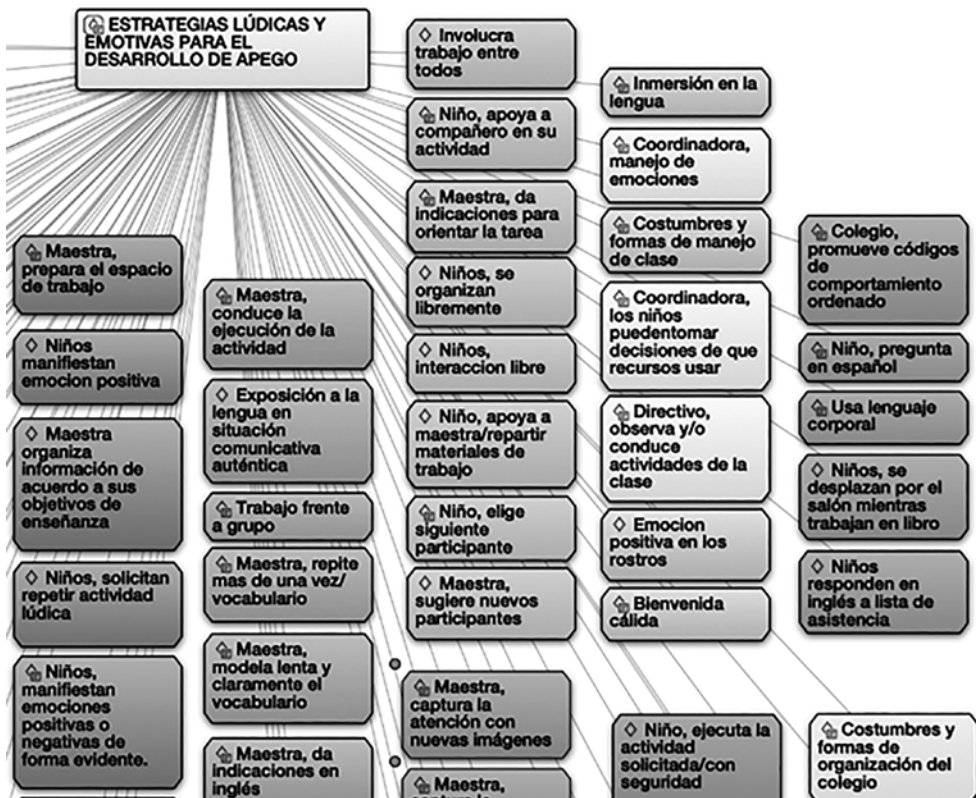 ESTRATEGIAS LÚDICAS Y
EMOTIVAS PARA EL
DESARROLLO DE APEGO
Maestra,
prepara el espacio
de trabajo
Niños
manifiestan
emocion positiva
Maestra
organiza
información de
acuerdo a sus
objetivos de
enseñanza
Niños, solicitan
repetir actividad
lúdica
Niños,
manifiestan
emociones
positivas o
negativas de
forma evidente.
Maestra,
conduce la
ejecución de la
actividad
Exposición a la
lengua en
situación
comunicativa
auténtica
Trabajo frente
a grupo
Maestra, repite
mas de una vez/
vocabulario
Maestra,
modela lenta y
claramente el
vocabulario
Maestra, da
indicaciones en
inglés
Involucra
trabajo entre
todos
Niño, apoya a
compañero en su
actividad
Maestra, da
indicaciones para
orientar la tarea
Niños, se
organizan
libremente
Niños,
interaccion libre
Niño, apoya a
maestra/repartir
materiales de
trabajo
Niño, elige
siguiente
participante
Maestra,
sugiere nuevos
participantes
Maestra,
captura la
atención con
nuevas imágenes
Maestra,
captura la
Inmersión en la
lengua
Coordinadora,
manejo de
emociones
Costumbres y
formas de manejo
de clase
Coordinadora,
los niños
puedentomar
decisiones de que
recursos usar
Directivo,
observa y/o
conduce
actividades de la
clase
Emocion
positiva en los
rostros
Bienvenida
cálida
Niño, ejecuta la
actividad
solicitada/con
seguridad
Colegio,
promueve códigos
de
comportamiento
ordenado
Niño, pregunta
en español
Usa lenguaje
corporal
Niños, se
desplazan por el
salón mientras
trabajan en libro
Niños
responden en
inglés a lista de
asistencia
Costumbres y
formas de
organización del
colegio